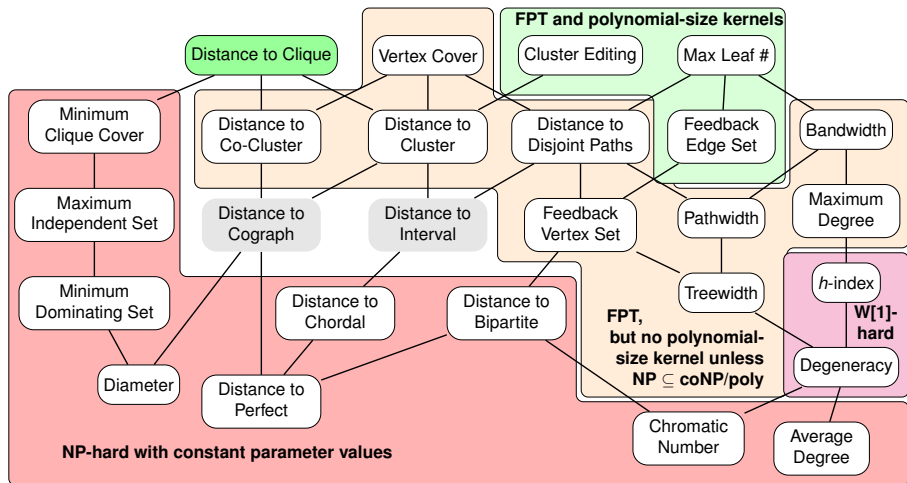 FPT and polynomial-size kernels
Distance to Clique
Vertex Cover
Cluster Editing
Max Leaf #
Minimum
Clique Cover
Distance to
Co-Cluster
Distance to
Cluster
Distance to
Disjoint Paths
Feedback
Edge Set
Bandwidth
Maximum
Independent Set
Distance to
Cograph
Distance to
Interval
Feedback
Vertex Set
Pathwidth
Maximum
Degree
Minimum
Dominating Set
Distance to
Chordal
Distance to
Bipartite
Treewidth
h-index
W[1]-
hard
FPT,
but no polynomial-
size kernel unless
NP ⊆ coNP/poly
Diameter
Distance to
Perfect
Degeneracy
Chromatic
Number
Average
Degree
NP-hard with constant parameter values